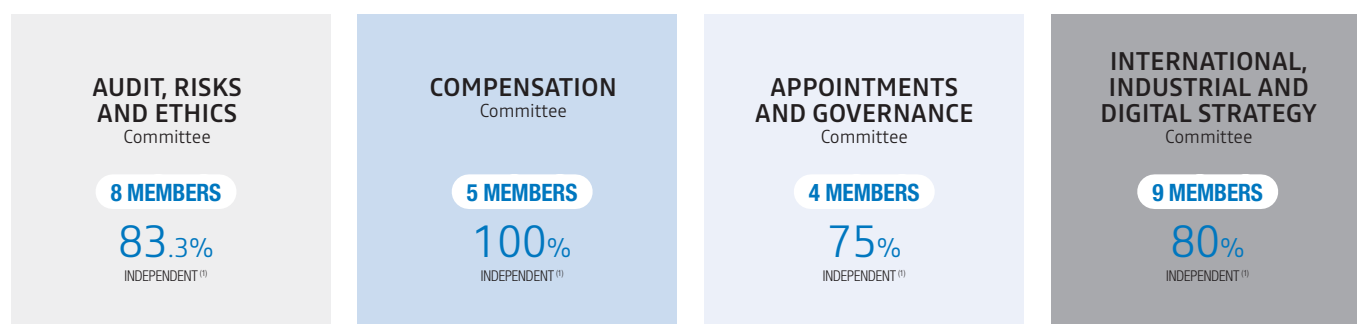 AUDIT, RISKS
AND ETHICS
Committee
8 MEMBERS
83.3%
INDEPENDENT (1)
COMPENSATION
Committee
5 MEMBERS
100%
INDEPENDENT (1)
APPOINTMENTS
AND GOVERNANCE
Committee
4 MEMBERS
75%
INDEPENDENT (1)
INTERNATIONAL,
INDUSTRIAL AND
DIGITAL STRATEGY
Committee
9 MEMBERS
80%
INDEPENDENT (1)